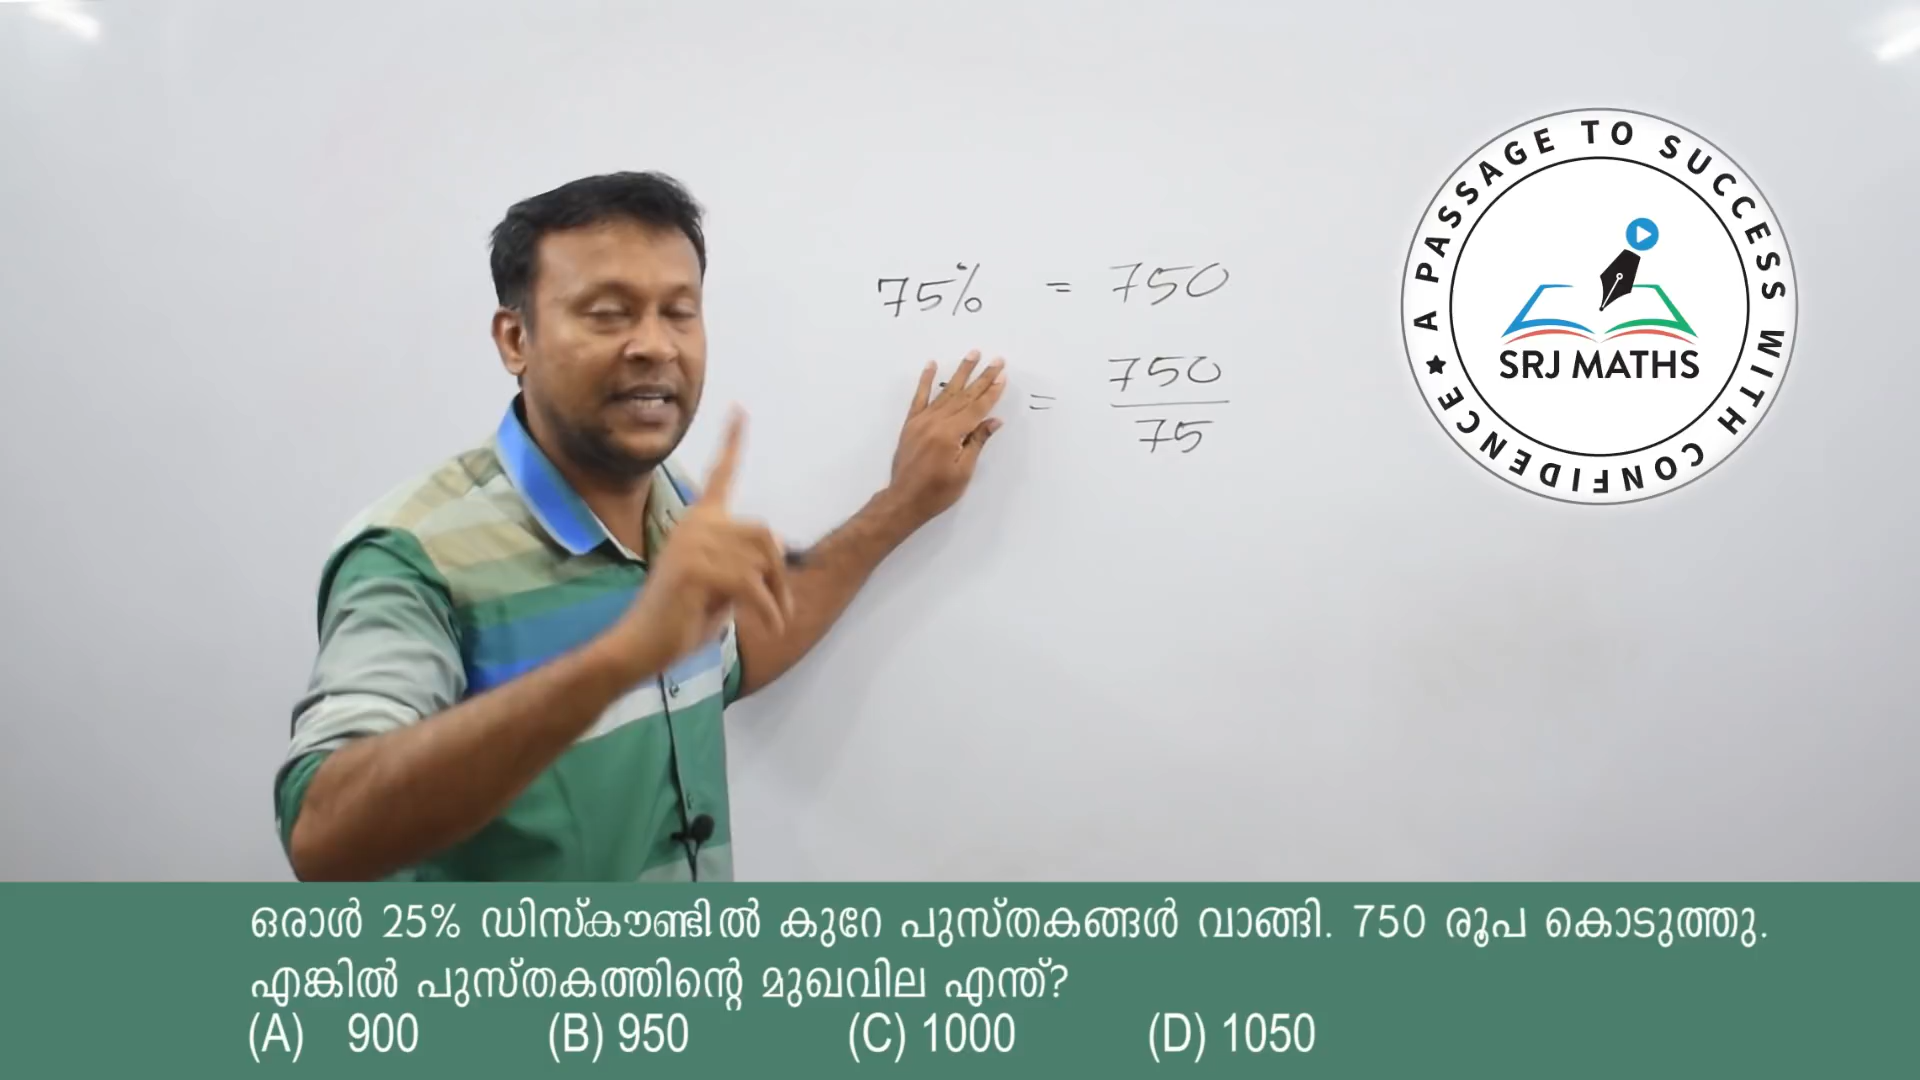 75% = 750
= 750
75
A PASSAGE TO SUCCESS WITH CONFIDENCE
SRJ MATHS
ഒരാൾ 25% ഡിസ്കൗണ്ടിൽ കുറേ പുസ്തകങ്ങൾ വാങ്ങി. 750 രൂപ കൊടുത്തു.
എങ്കിൽ പുസ്തകത്തിന്റെ മുഖവില എന്ത്?
(A) 900 (B) 950 (C) 1000 (D) 1050